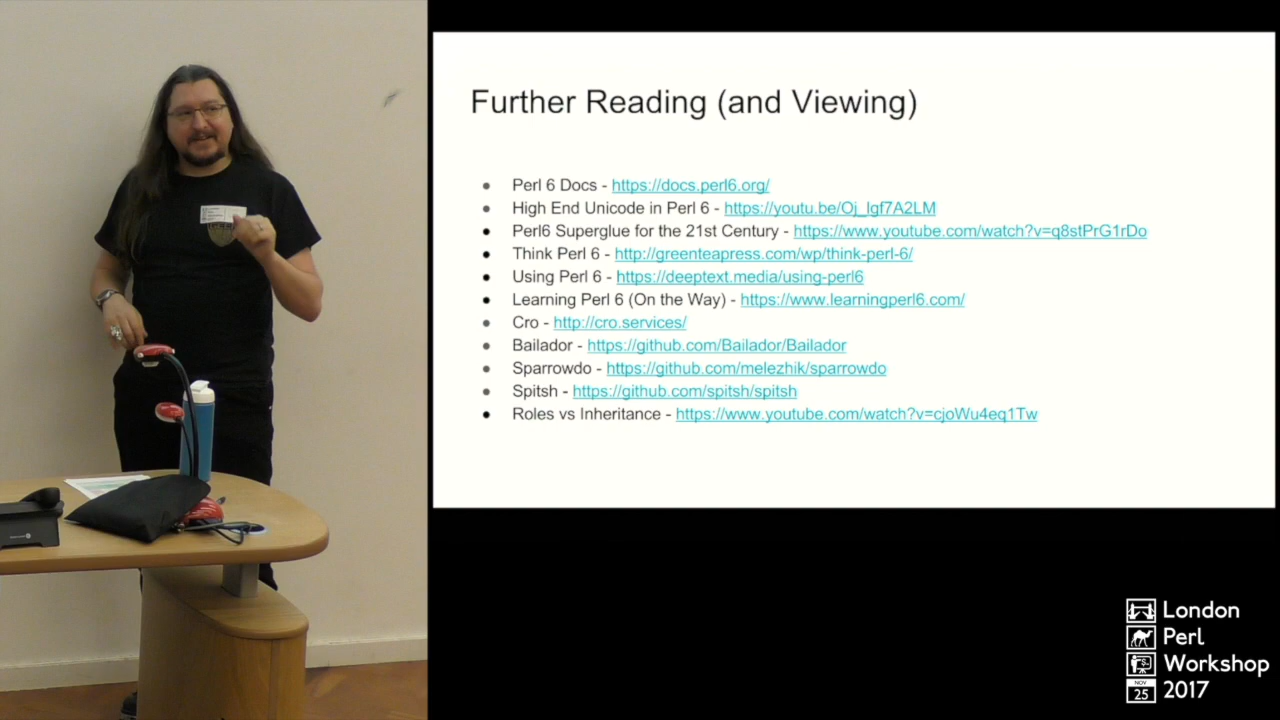 Further Reading (and Viewing)
Perl 6 Docs - https://docs.perl6.org/
High End Unicode in Perl 6 - https://youtu.be/Oj_lgf7A2LM
Perl6 Superglue for the 21st Century - https://www.youtube.com/watch?v=q8stPrG1rDo
Think Perl 6 - http://greenteapress.com/wp/think-perl-6/
Using Perl 6 - https://deeptext.media/using-perl6
Learning Perl 6 (On the Way) - https://www.learningperl6.com/
Cro - http://cro.services/
Bailador - https://github.com/Bailador/Bailador
Sparrowdo - https://github.com/melezhik/sparrowdo
Spitsh - https://github.com/spitsh/spitsh
Roles vs Inheritance - https://www.youtube.com/watch?v=cjoWu4eq1Tw
London
Perl
Workshop
NOV
25 2017